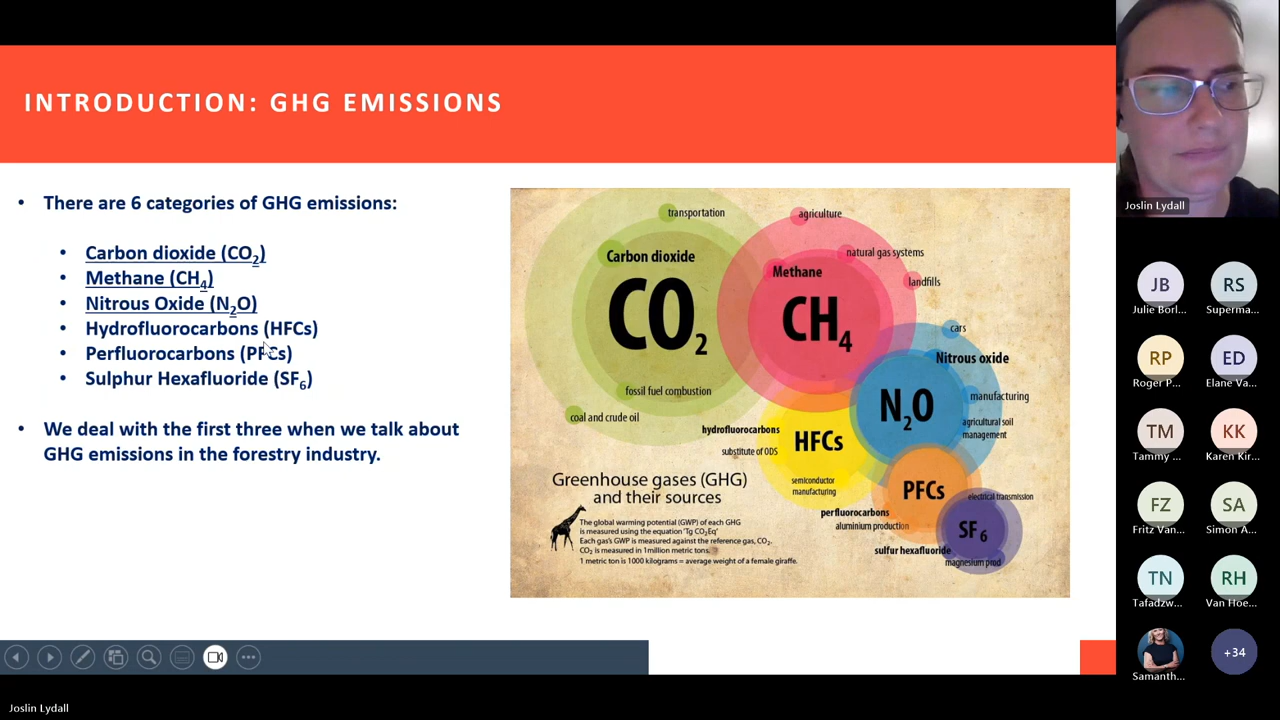 INTRODUCTION: GHG EMISSIONS
• There are 6 categories of GHG emissions:
• Carbon dioxide (CO₂)
• Methane (CH₄)
• Nitrous Oxide (N₂O)
• Hydrofluorocarbons (HFCs)
• Perfluorocarbons (PFCs)
• Sulphur Hexafluoride (SF₆)
• We deal with the first three when we talk about
GHG emissions in the forestry industry.
transportation
Carbon dioxide
CO₂
fossil fuel combustion
coal and crude oil
agriculture
natural gas systems
Methane
landfills
CH₄
cars
Nitrous oxide
N₂O
manufacturing
agricultural soil
management
hydrofluorocarbons
HFCs
substitute of ODS
semiconductor
manufacturing
PFCs
perfluorocarbons
aluminium production
electrical transmission
SF₆
sulfur hexafluoride
magnesium prod
Greenhouse gases (GHG)
and their sources
The global warming potential (GWP) of each GHG
is measured using the equation 'Tg CO₂Eq'
Each gas's GWP is measured against the reference gas, CO₂.
CO₂ is measured in 1million metric tons.
1 metric ton is 1000 kilograms = average weight of a female giraffe.
Joslin Lydall
JB
Julie Borl...
RS
Superma...
RP
Roger P...
ED
Elane Va...
TM
Tammy ...
KK
Karen Kir...
FZ
Fritz Van...
SA
Simon A...
TN
Tafadzw...
RH
Van Hoe...
Samanth...
+34
Joslin Lydall